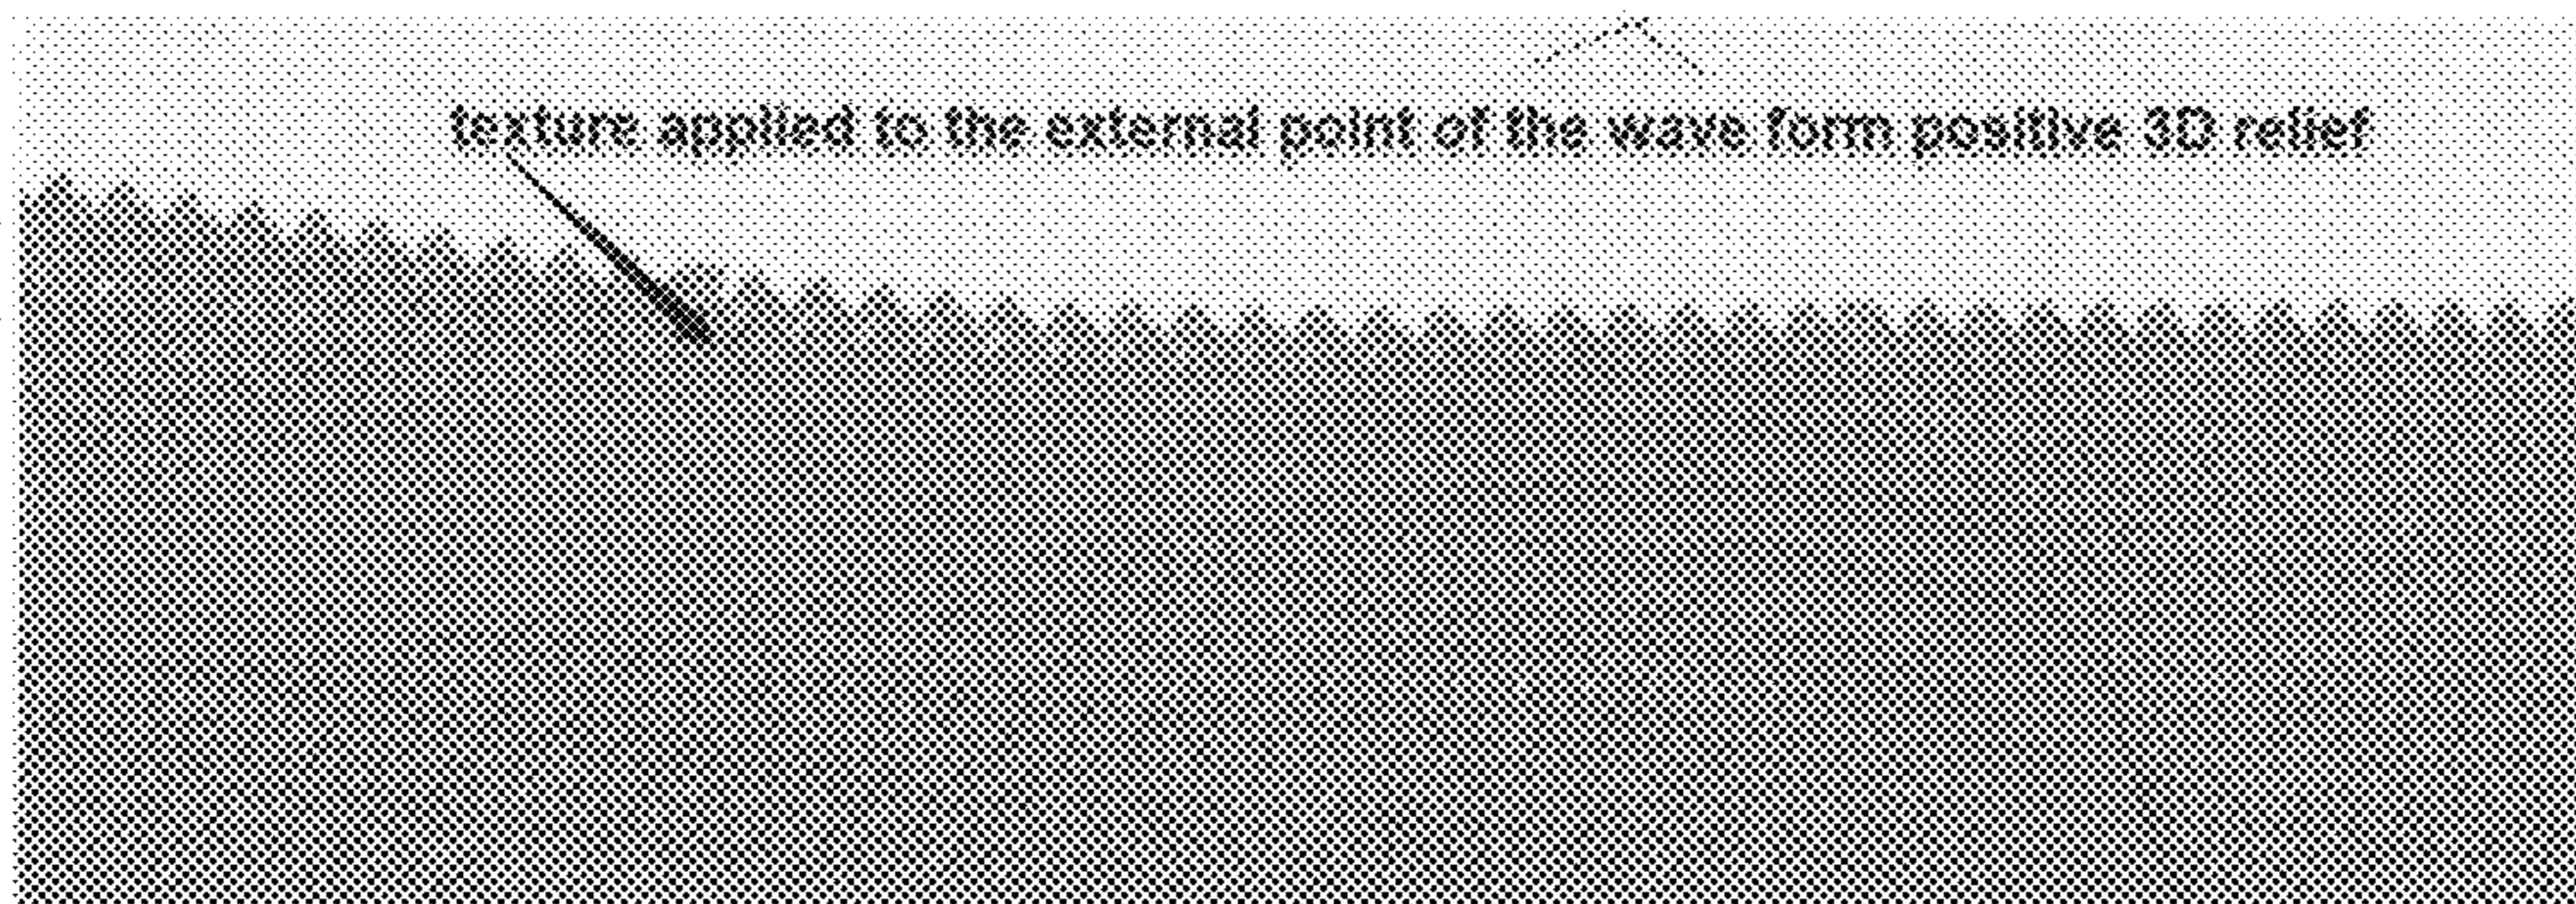 texture applied to the external point of the wave form positive 3D relief